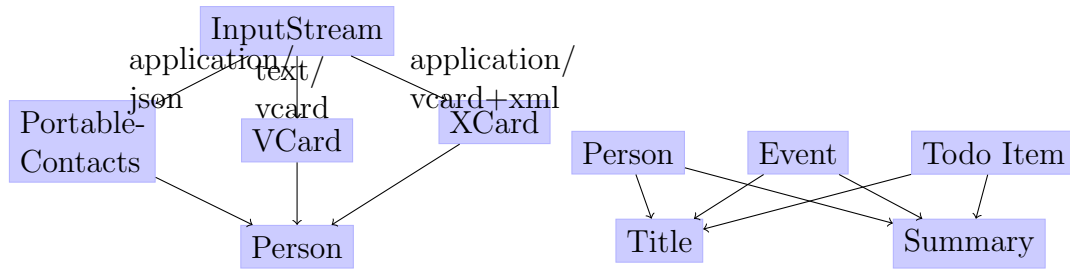 InputStream
application/
json
text/
vcard
application/
vcard+xml
Portable-
Contacts
VCard
XCard
Person
Person
Event
Todo Item
Title
Summary